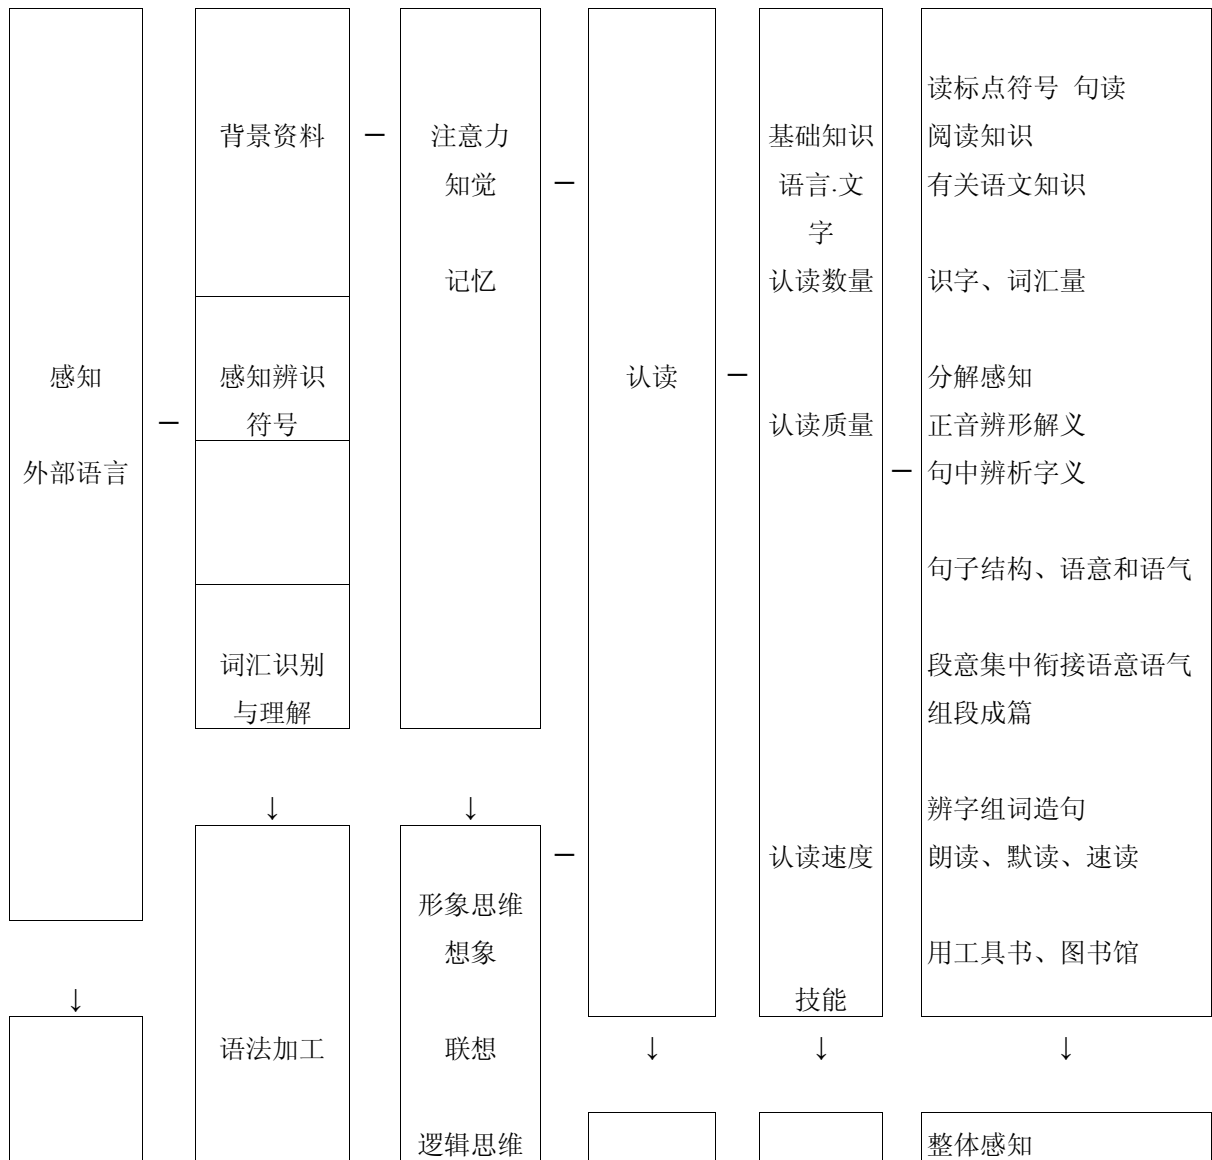 读标点符号 句读
背景资料 － 注意力 基础知识 阅读知识
知觉 － 语言.文 有关语文知识
字
记忆 认读数量 识字、词汇量
感知 感知辨识 认读 － 分解感知
－ 符号 认读质量 正音辨形解义
外部语言 － 句中辨析字义
句子结构、语意和语气
词汇识别 段意集中衔接语意语气
与理解 组段成篇
↓ ↓ 辨字组词造句
－ 认读速度 朗读、默读、速读
形象思维
想象 用工具书、图书馆
↓ 技能
语法加工 联想 ↓ ↓ ↓
逻辑思维 整体感知